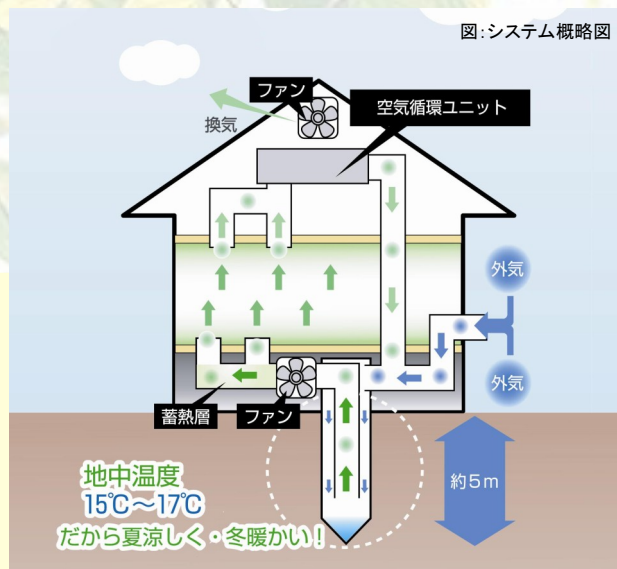 図:システム概略図
ファン
換気
空気循環ユニット
外気
外気
蓄熱層
ファン
約5m
地中温度
15℃～17℃
だから夏涼しく・冬暖かい！